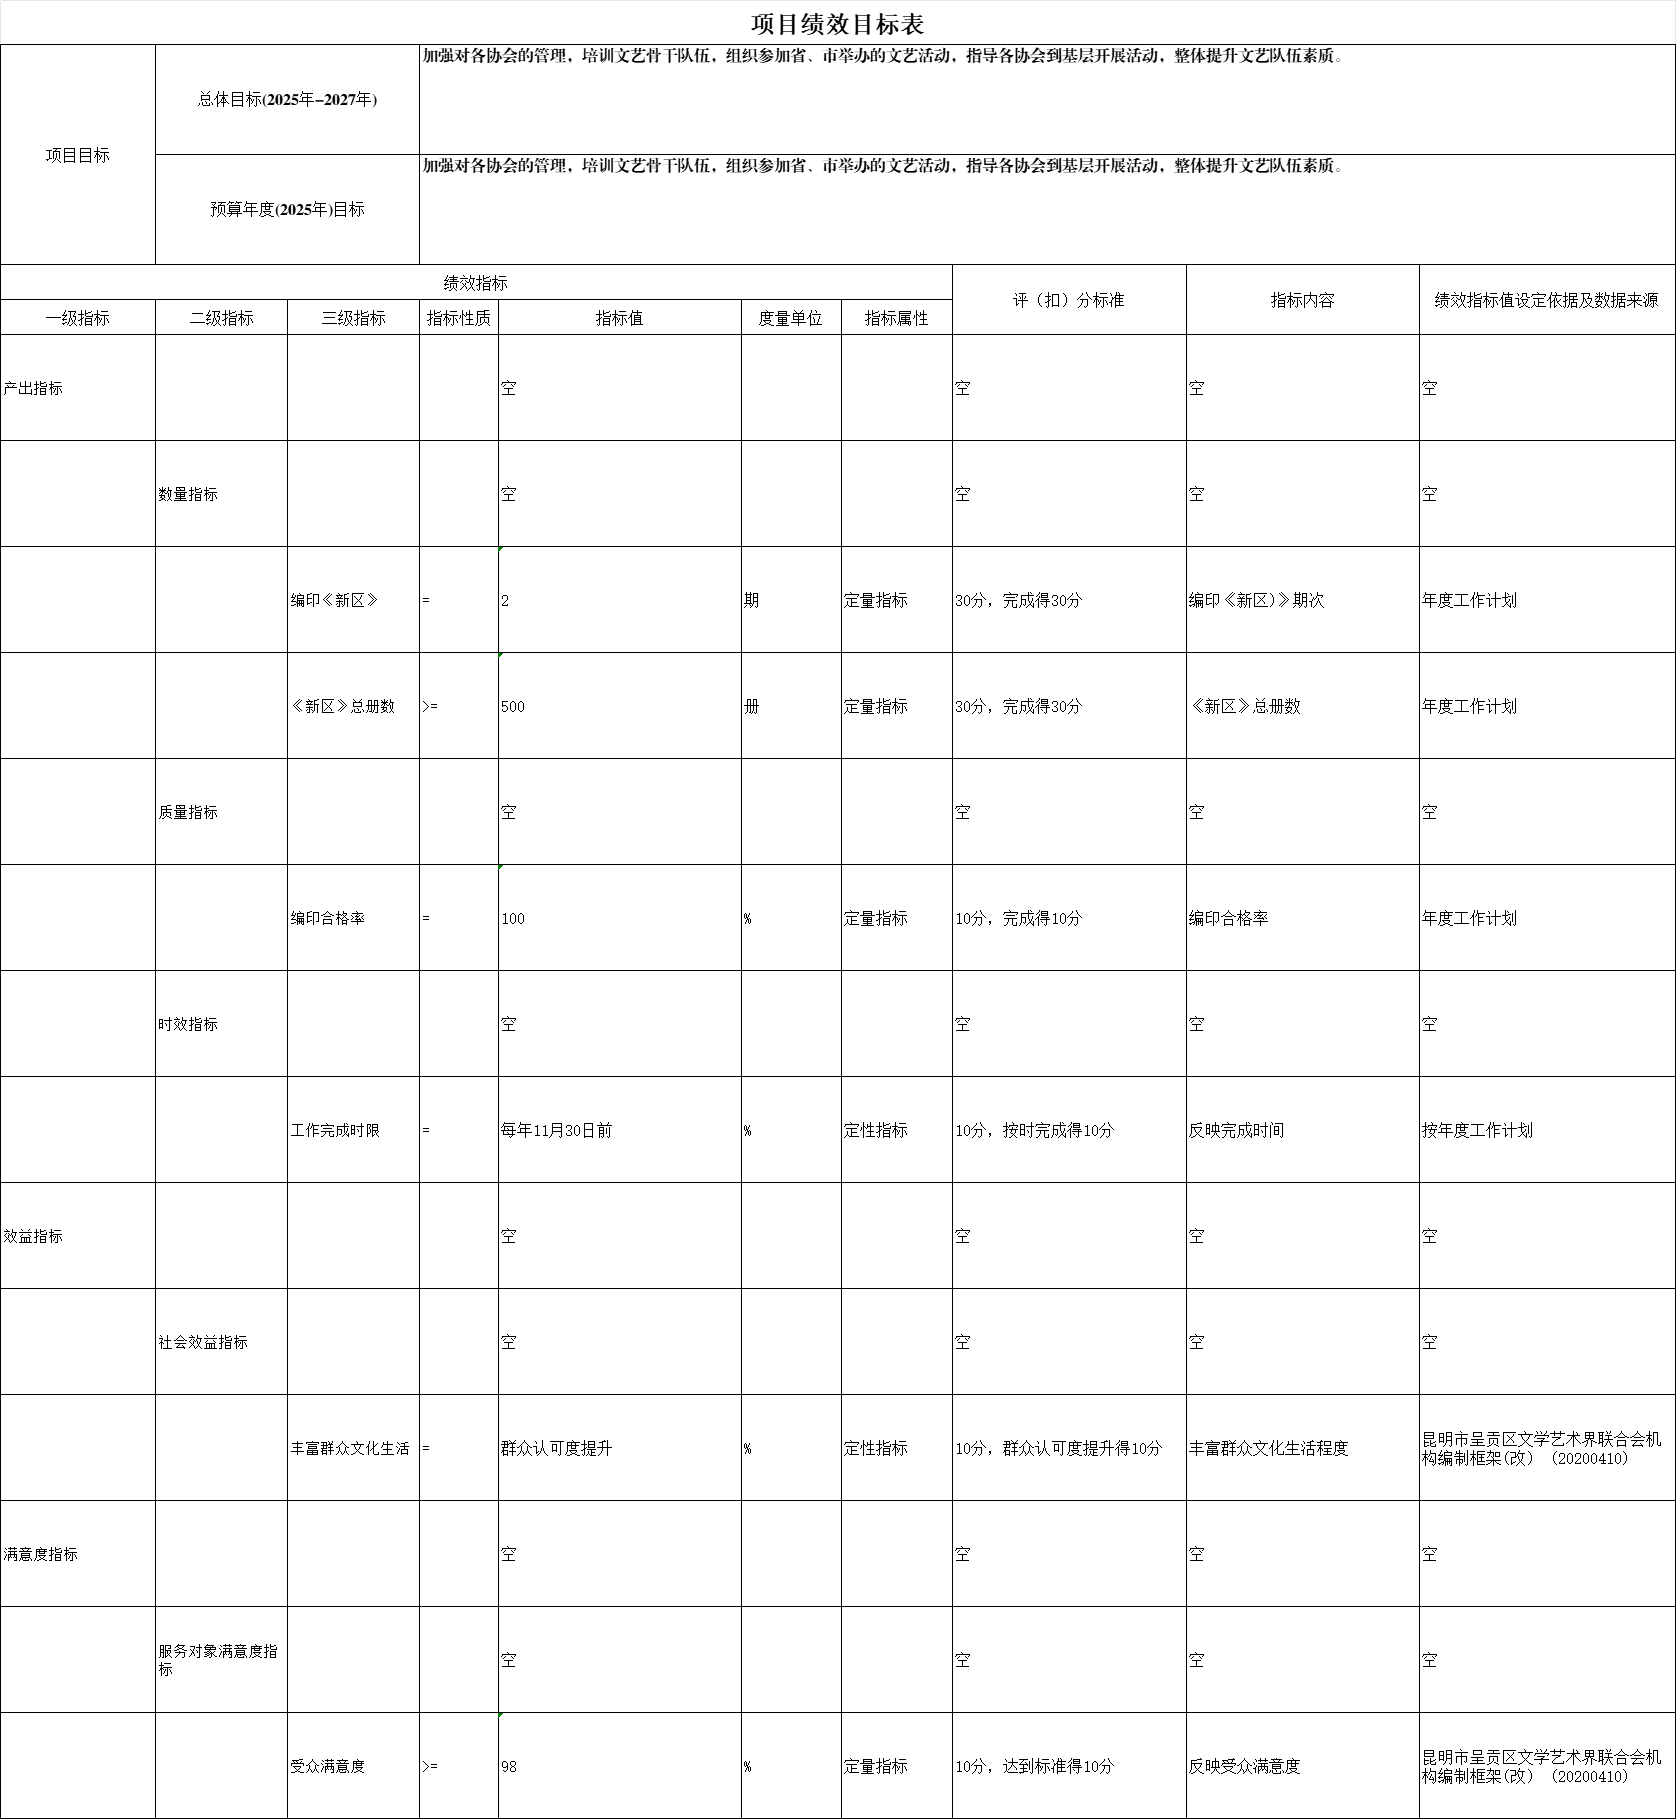 项目绩效目标表
项目目标
总体目标(2025年-2027年)
加强对各协会的管理，培训文艺骨干队伍，组织参加省、市举办的文艺活动，指导各协会到基层开展活动，整体提升文艺队伍素质。
预算年度(2025年)目标
加强对各协会的管理，培训文艺骨干队伍，组织参加省、市举办的文艺活动，指导各协会到基层开展活动，整体提升文艺队伍素质。
绩效指标 评（扣）分标准 指标内容 绩效指标值设定依据及数据来源
一级指标 二级指标 三级指标 指标性质 指标值 度量单位 指标属性
产出指标 空 空 空 空
数量指标 空 空 空 空
编印《新区》 = 2 期 定量指标 30分，完成得30分 编印《新区)》期次 年度工作计划
《新区》总册数 >= 500 册 定量指标 30分，完成得30分 《新区》总册数 年度工作计划
质量指标 空 空 空 空
编印合格率 = 100 % 定量指标 10分，完成得10分 编印合格率 年度工作计划
时效指标 空 空 空 空
工作完成时限 = 每年11月30日前 % 定性指标 10分，按时完成得10分 反映完成时间 按年度工作计划
效益指标 空 空 空 空
社会效益指标 空 空 空 空
丰富群众文化生活 = 群众认可度提升 % 定性指标 10分，群众认可度提升得10分 丰富群众文化生活程度 昆明市呈贡区文学艺术界联合会机
构编制框架(改）（20200410）
满意度指标 空 空 空 空
服务对象满意度指
标 空 空 空 空
受众满意度 >= 98 % 定量指标 10分，达到标准得10分 反映受众满意度 昆明市呈贡区文学艺术界联合会机
构编制框架(改）（20200410）